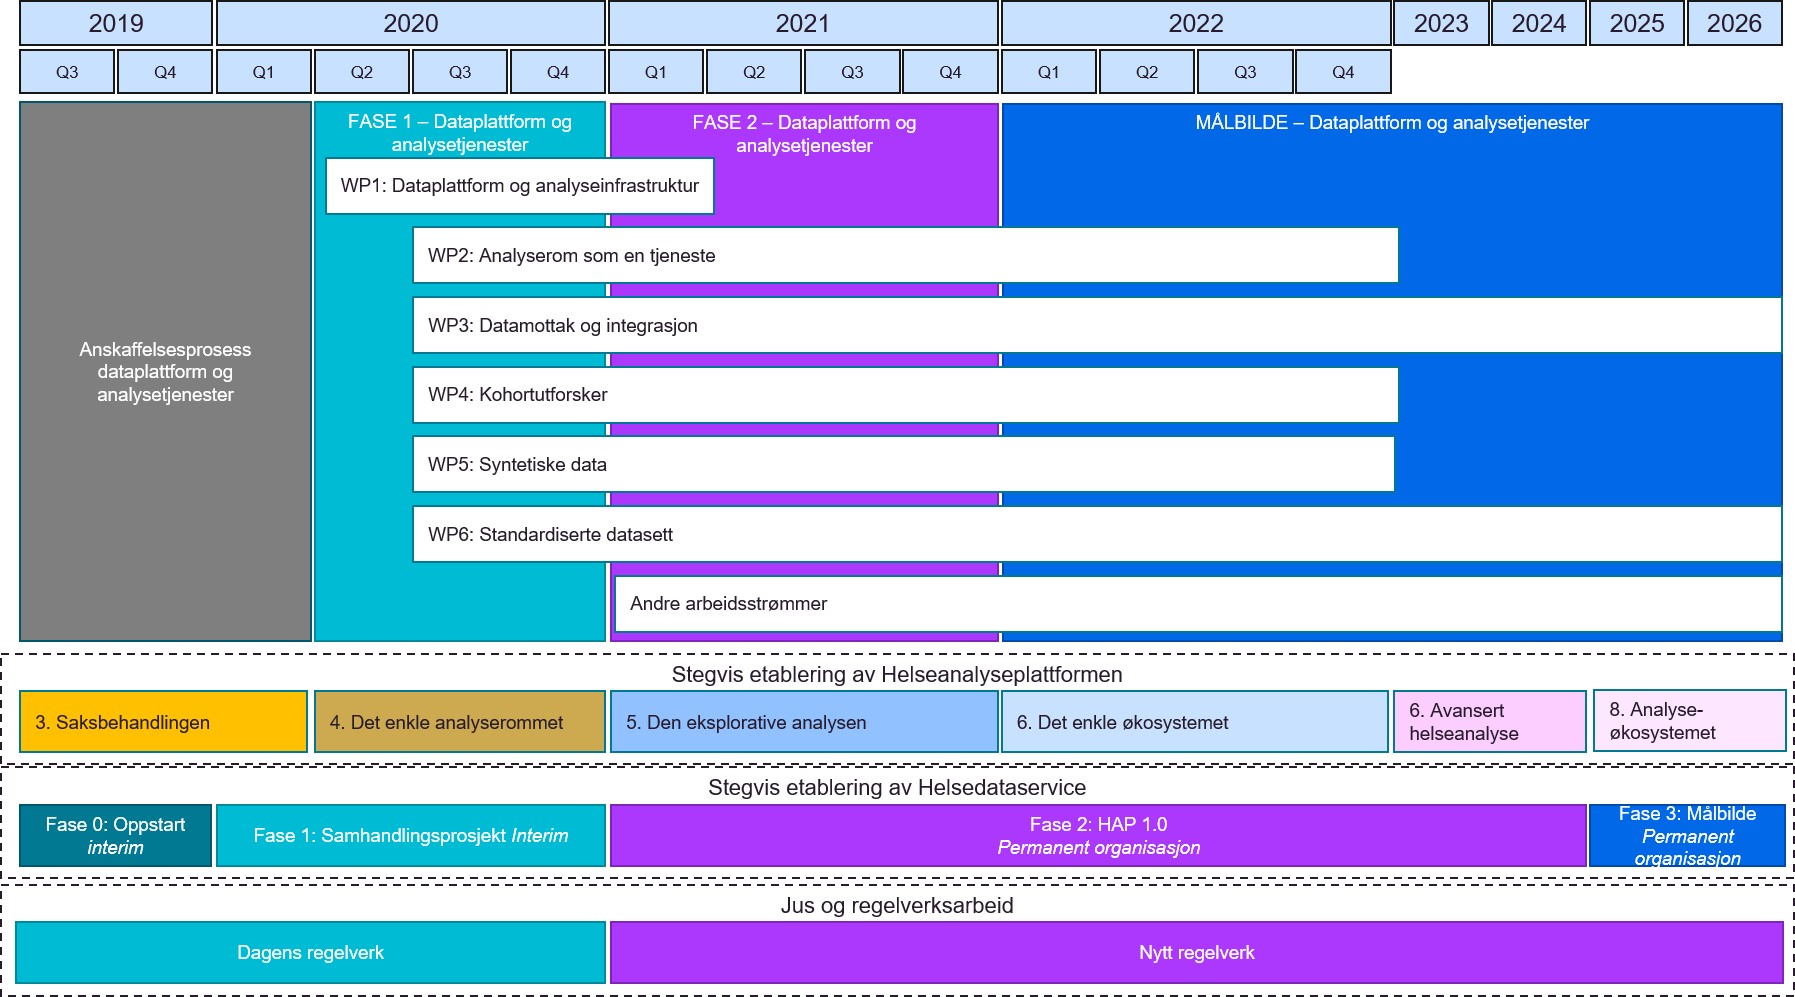 2019
2020
2021
2022
2023
2024
2025
2026
Q3
Q4
Q1
Q2
Q3
Q4
Q1
Q2
Q3
Q4
Q1
Q2
Q3
Q4
Anskaffelsesprosess
dataplattform og
analysetjenester
FASE 1 – Dataplattform og
analysetjenester
FASE 2 – Dataplattform og
analysetjenester
MÅLBILDE – Dataplattform og analysetjenester
WP1: Dataplattform og analyseinfrastruktur
WP2: Analyserom som en tjeneste
WP3: Datamottak og integrasjon
WP4: Kohortutforsker
WP5: Syntetiske data
WP6: Standardiserte datasett
Andre arbeidsstrømmer
Stegvis etablering av Helseanalyseplattformen
3. Saksbehandlingen
4. Det enkle analyserommet
5. Den eksplorative analysen
6. Det enkle økosystemet
6. Avansert
helseanalyse
8. Analyse-
økosystemet
Stegvis etablering av Helsedataservice
Fase 0: Oppstart
interim
Fase 1: Samhandlingsprosjekt Interim
Fase 2: HAP 1.0
Permanent organisasjon
Fase 3: Målbilde
Permanent
organisasjon
Jus og regelverksarbeid
Dagens regelverk
Nytt regelverk